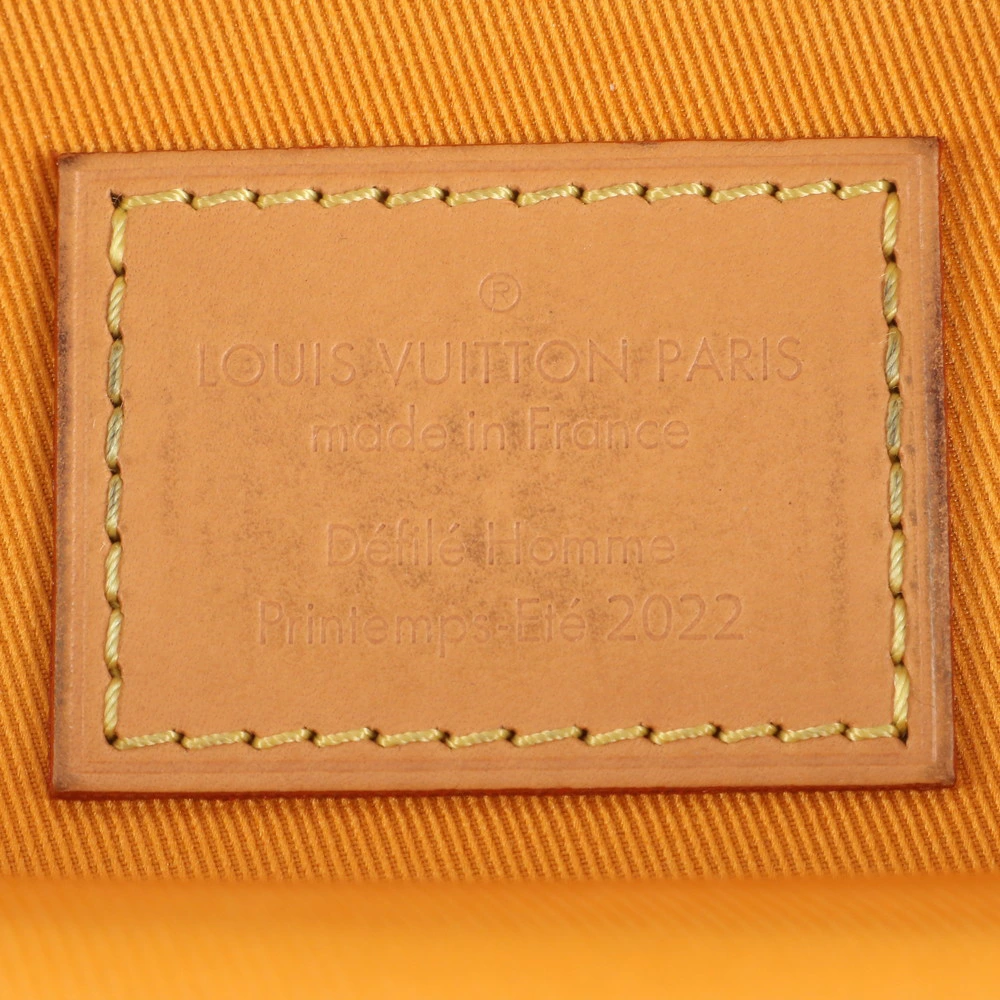 ®
LOUIS VUITTON PARIS
made in France
Défilé Homme
Printemps-Eté 2022